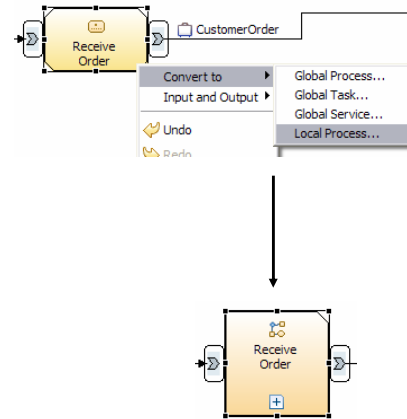 CustomerOrder
Receive
Order
Convert to
Input and Output
Undo
Redo
Global Process...
Global Task...
Global Service...
Local Process...
Receive
Order